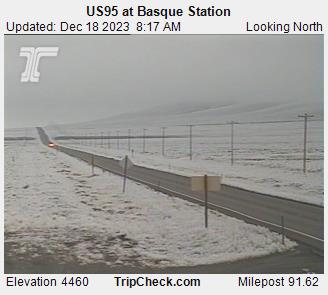 US95 at Basque Station
Updated: Dec 18 2023 8:17 AM Looking North
Elevation 4460 TripCheck.com Milepost 91.62